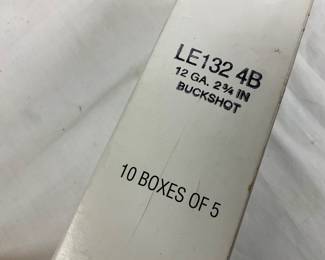 LE132 4B
12 GA. 2¾ IN
BUCKSHOT
10 BOXES OF 5